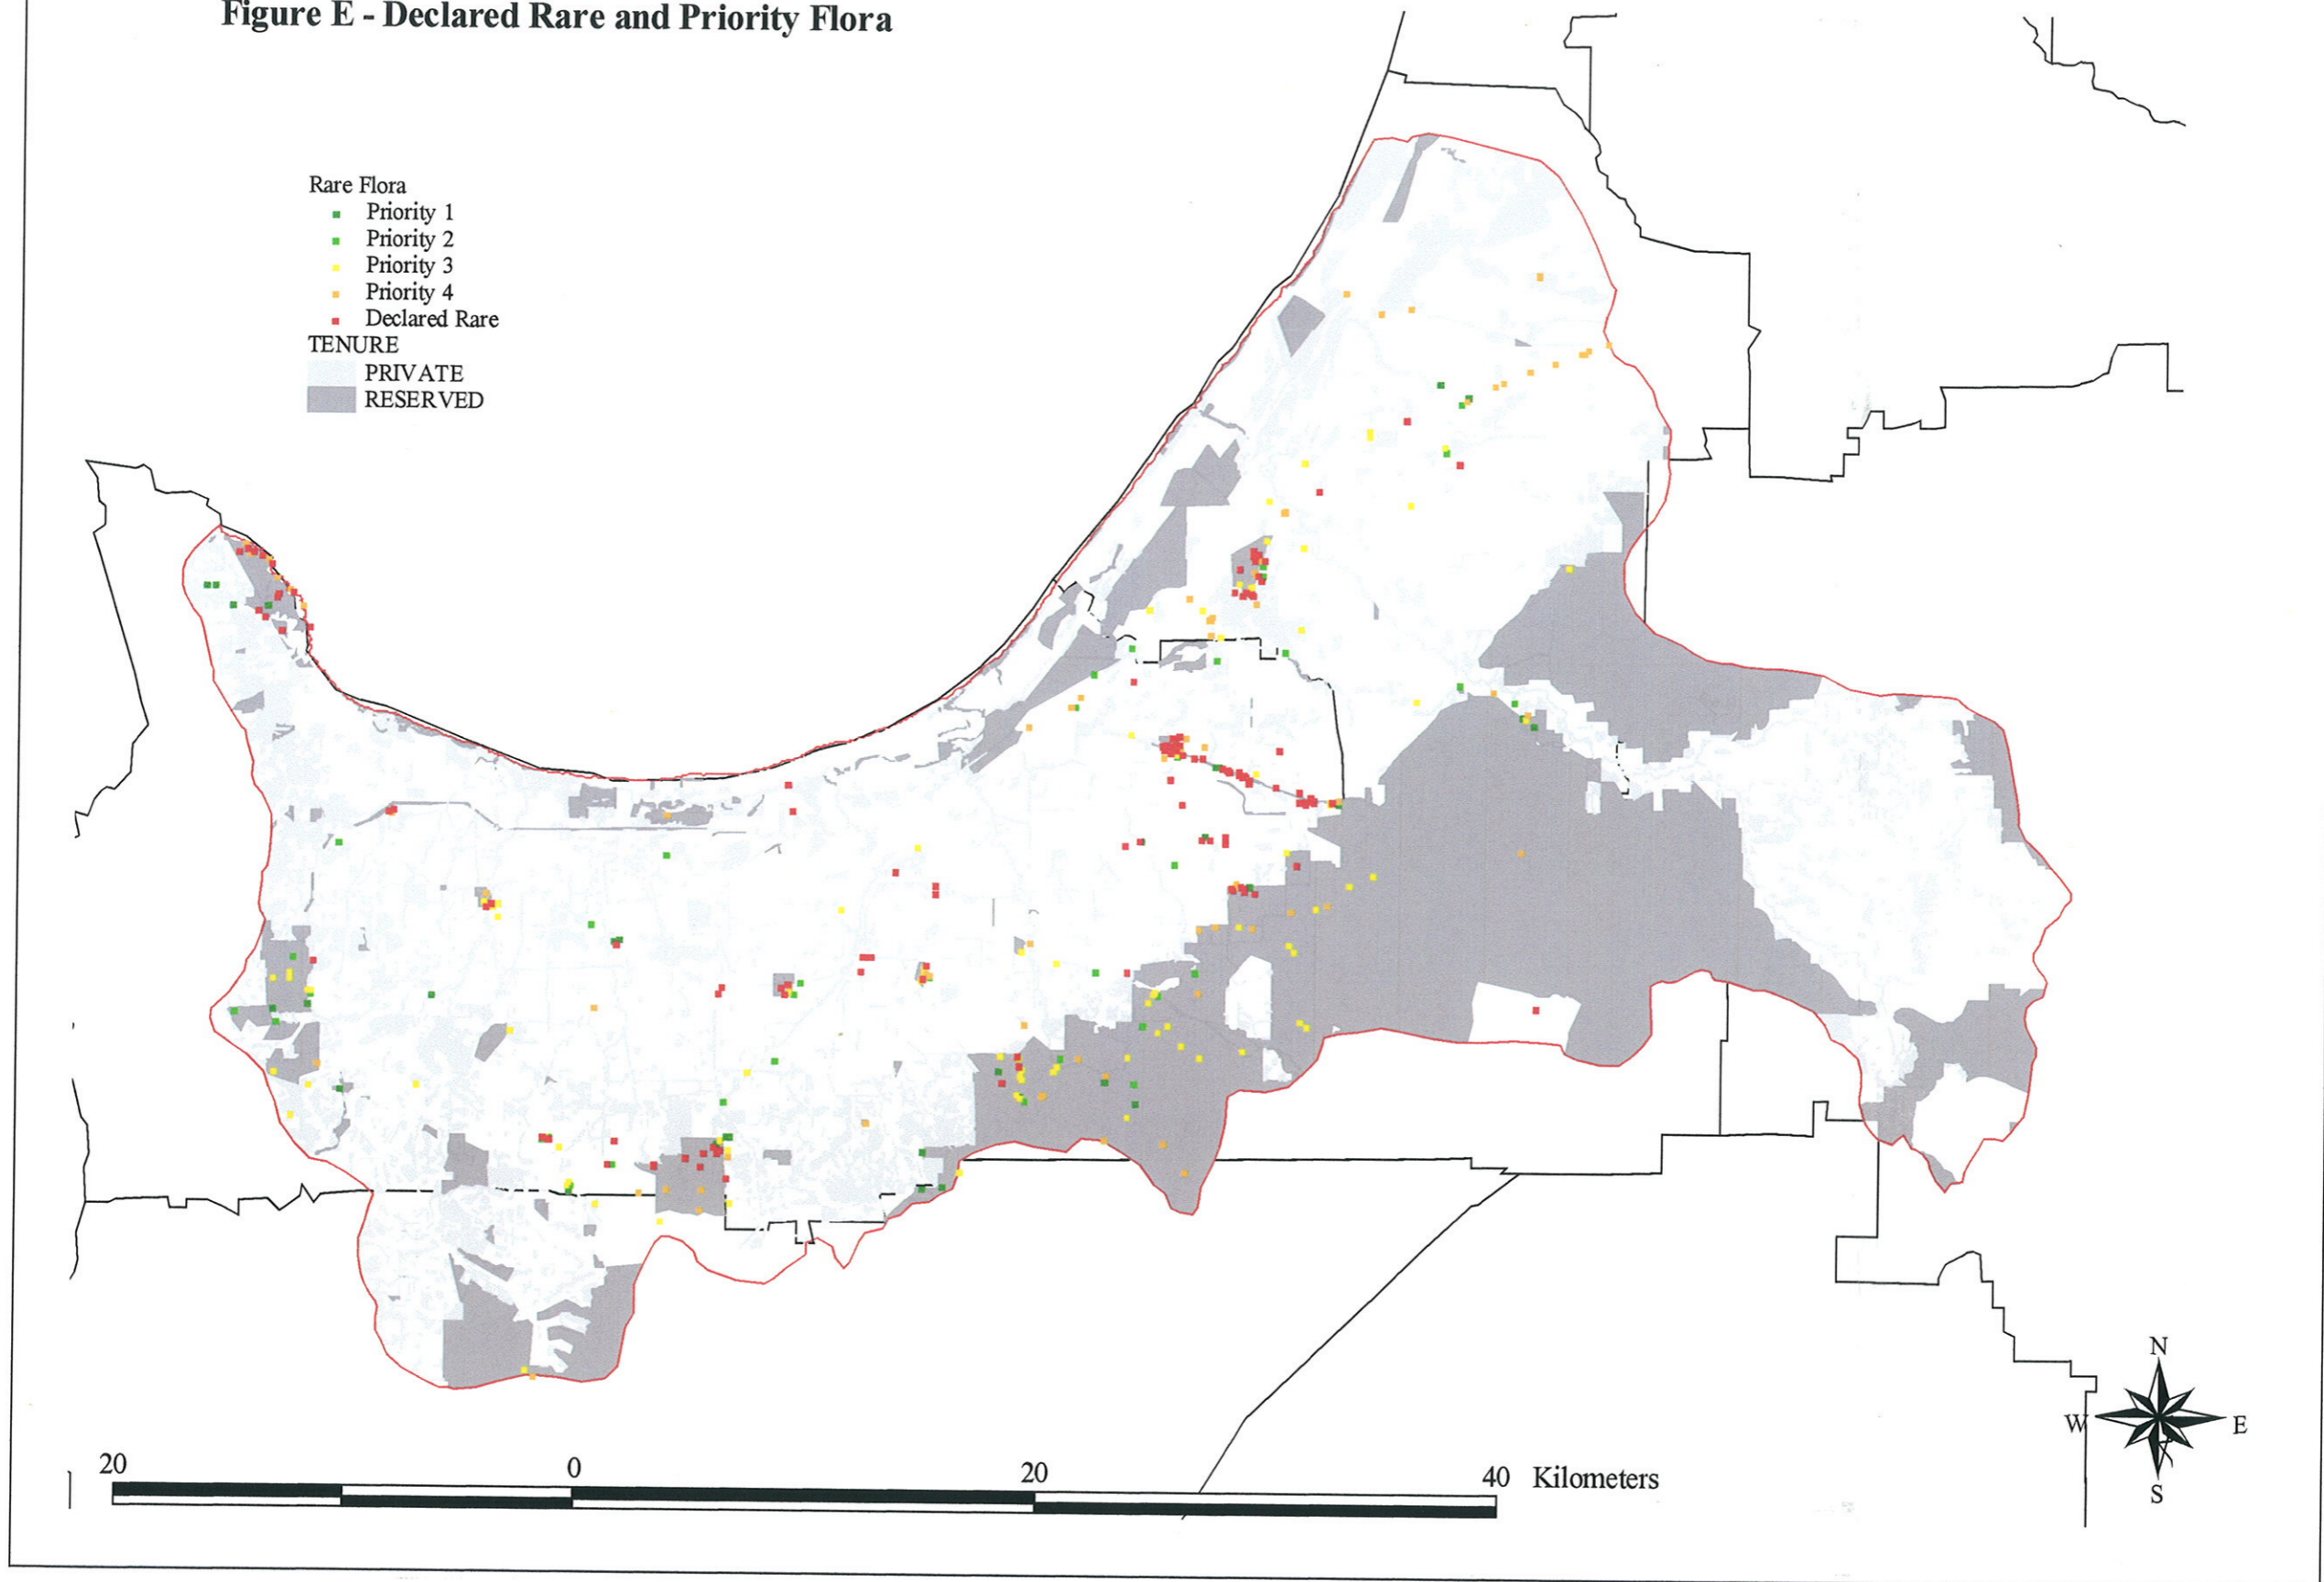 Figure E - Declared Rare and Priority Flora
Rare Flora
Priority 1
Priority 2
Priority 3
Priority 4
Declared Rare
TENURE
PRIVATE
RESERVED
N
W
E
S
20
0
20
40 Kilometers